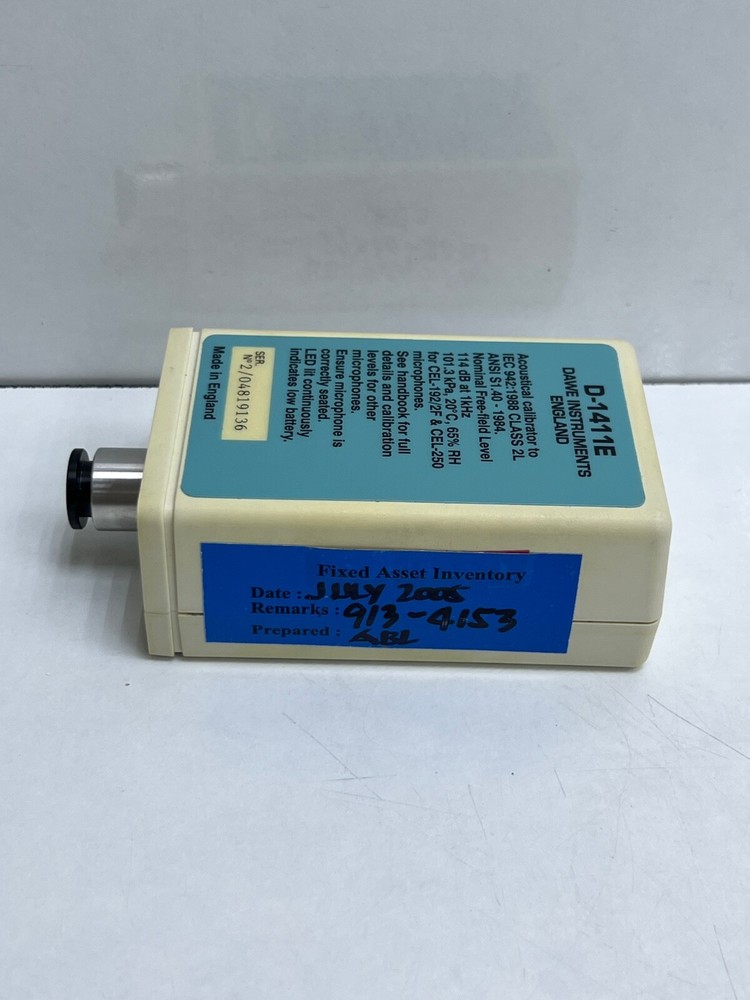 D-1411E
DAWE INSTRUMENTS
ENGLAND
Acoustical calibrator to
IEC 942:1988 CLASS 2L
ANSI S1.40 - 1984.
Nominal Free-field Level
114 dB at 1kHz
101.3 kPa, 20°C, 65% RH
for CEL-192/2F & CEL-250
microphones.
See handbook for full
details and calibration
levels for other
microphones.
Ensure microphone is
correctly seated.
LED lit continuously
indicates low battery.
SER.
Nº 2/04819136
Made in England
Fixed Asset Inventory
Date : JULY 2005
Remarks : 913-4153
Prepared :